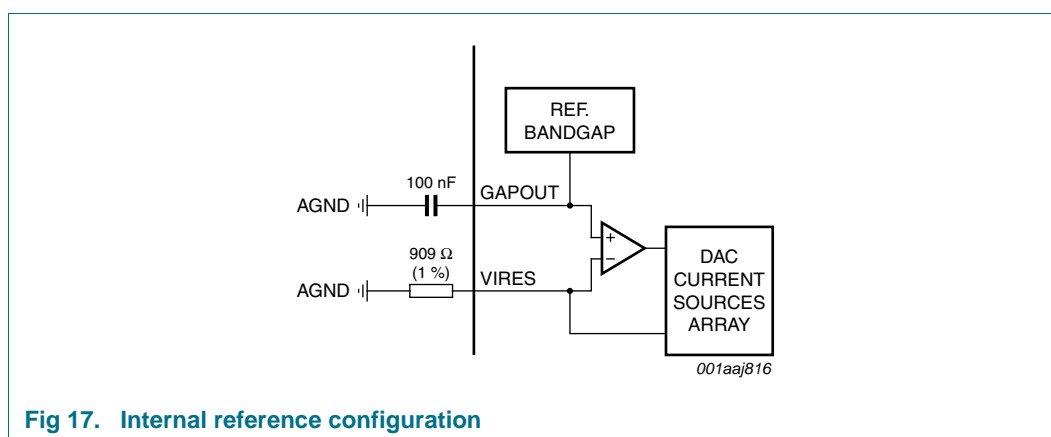 REF.
BANDGAP
100 nF
GAPOUT
AGND
+
−
909 Ω
(1 %)
VIRES
AGND
DAC
CURRENT
SOURCES
ARRAY
001aaj816
Fig 17. Internal reference configuration